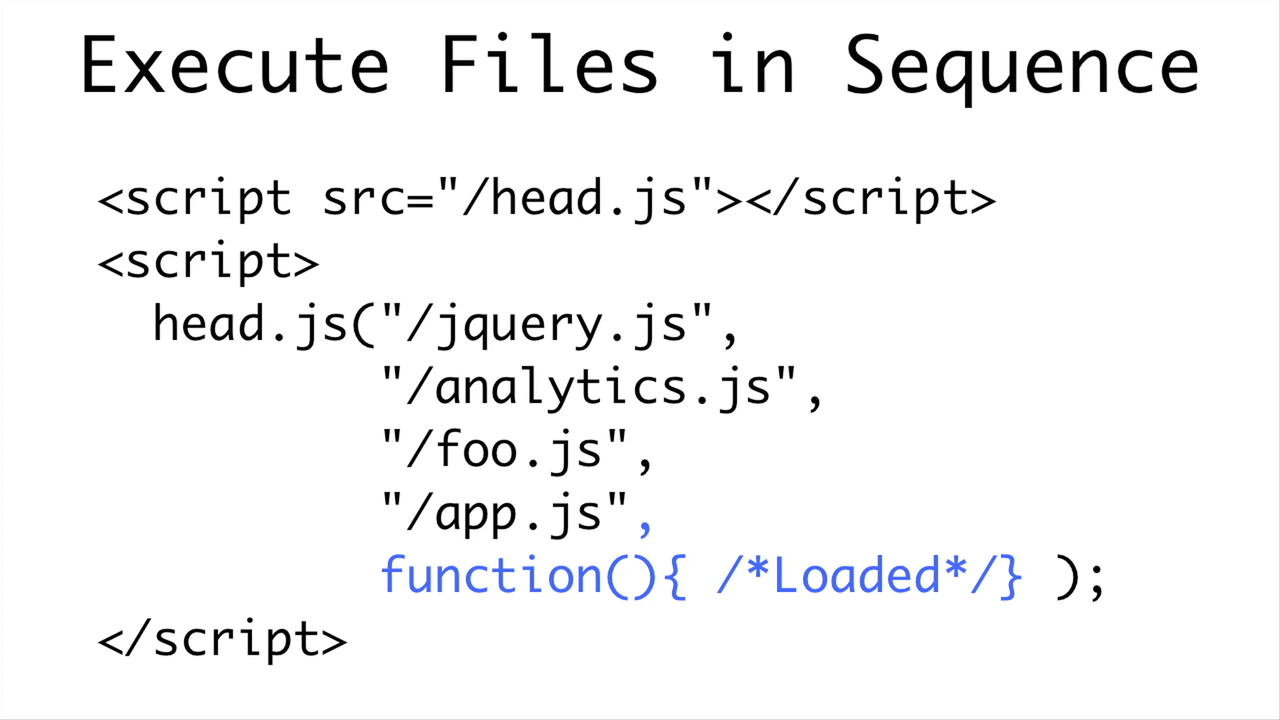 Execute Files in Sequence
<script src="/head.js"></script>
<script>
head.js("/jquery.js",
"/analytics.js",
"/foo.js",
"/app.js",
function(){ /*Loaded*/} );
</script>